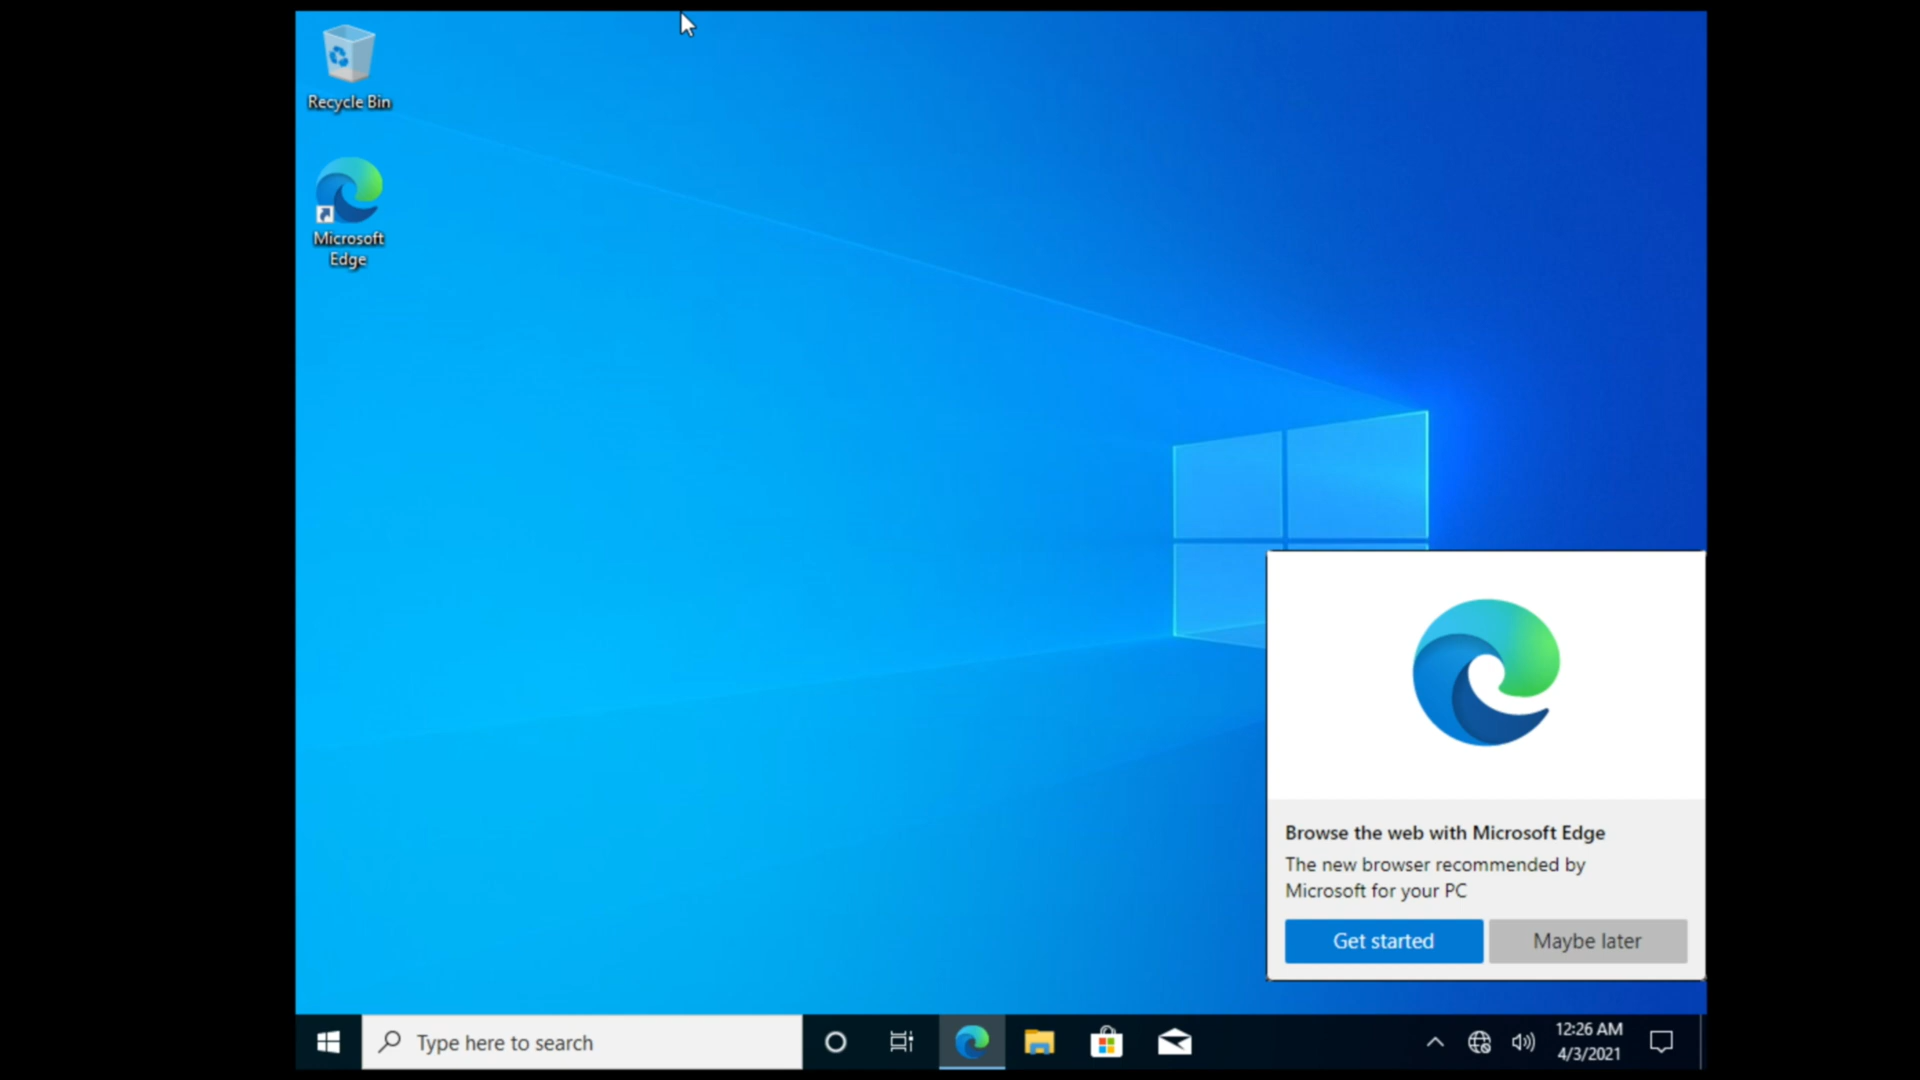 Recycle Bin
Microsoft
Edge
Browse the web with Microsoft Edge
The new browser recommended by
Microsoft for your PC
Get started
Maybe later
Type here to search
12:26 AM
4/3/2021